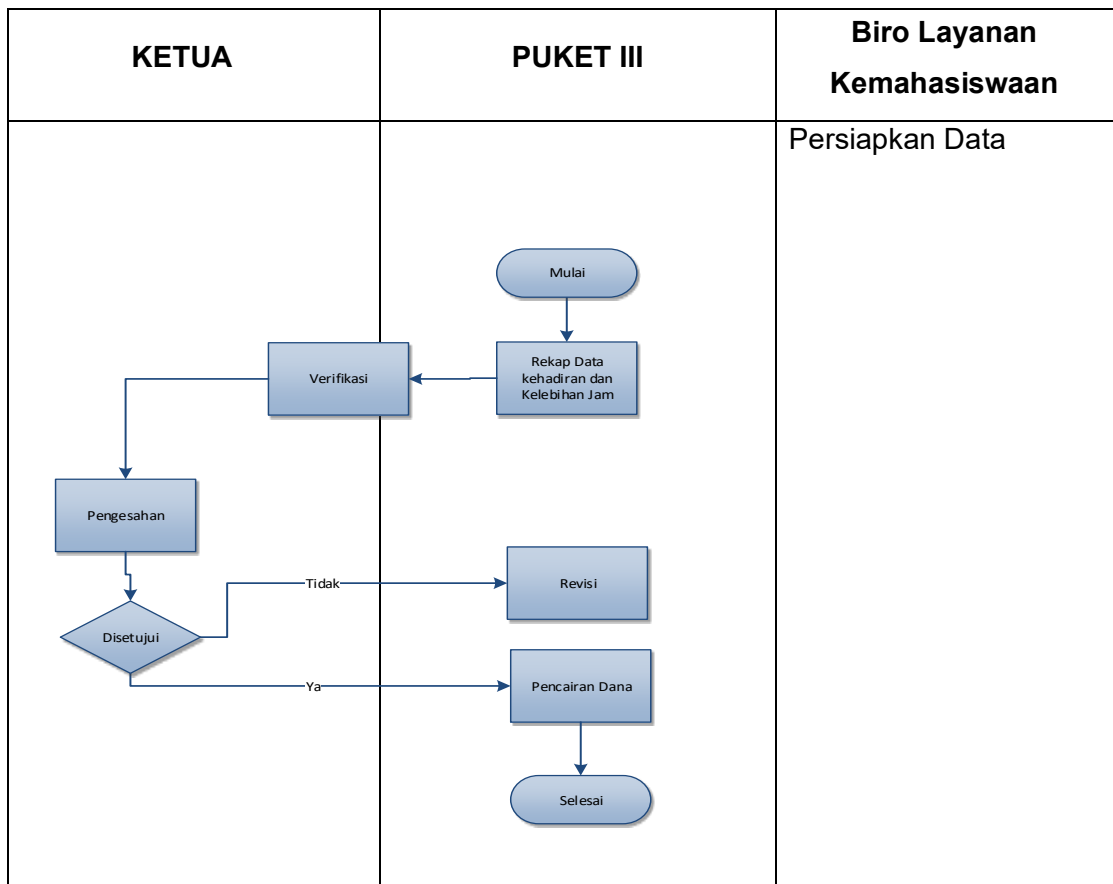 KETUA
PUKET III
Biro Layanan
Kemahasiswaan
Persiapkan Data
Mulai
Rekap Data
kehadiran dan
Kelebihan Jam
Verifikasi
Pengesahan
Disetujui
Tidak
Revisi
Ya
Pencairan Dana
Selesai